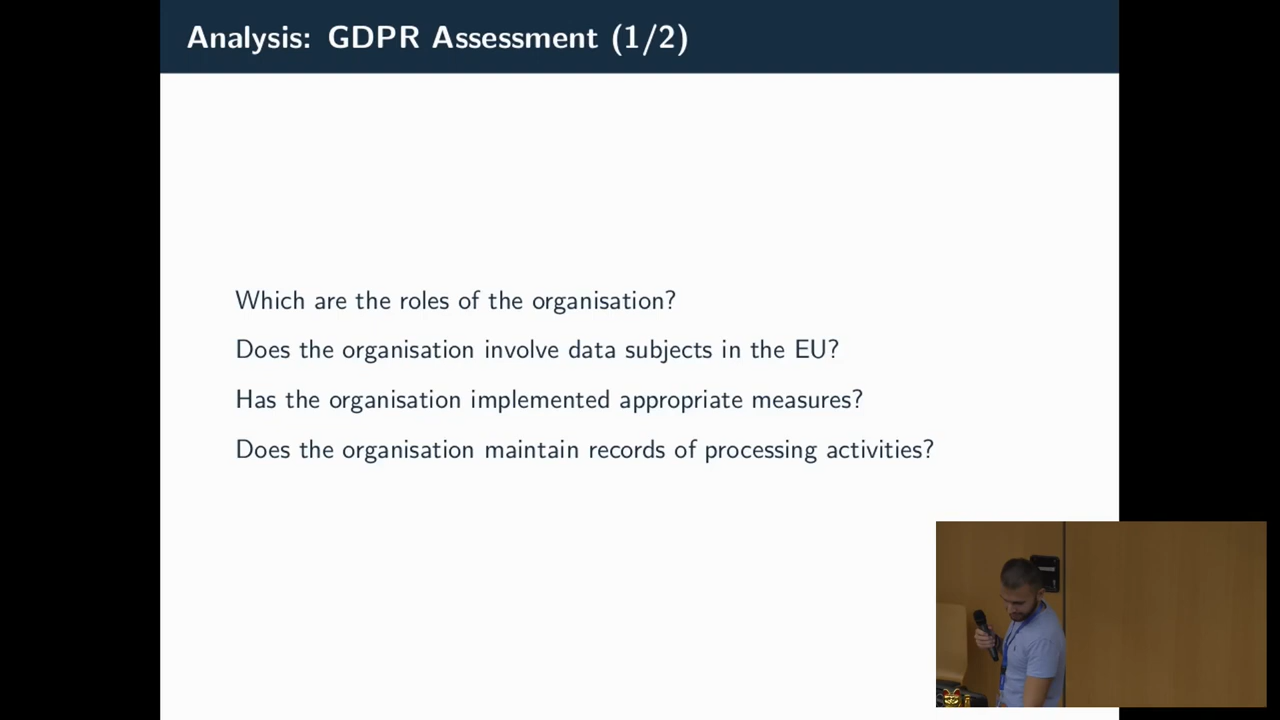 Analysis: GDPR Assessment (1/2)
Which are the roles of the organisation?
Does the organisation involve data subjects in the EU?
Has the organisation implemented appropriate measures?
Does the organisation maintain records of processing activities?